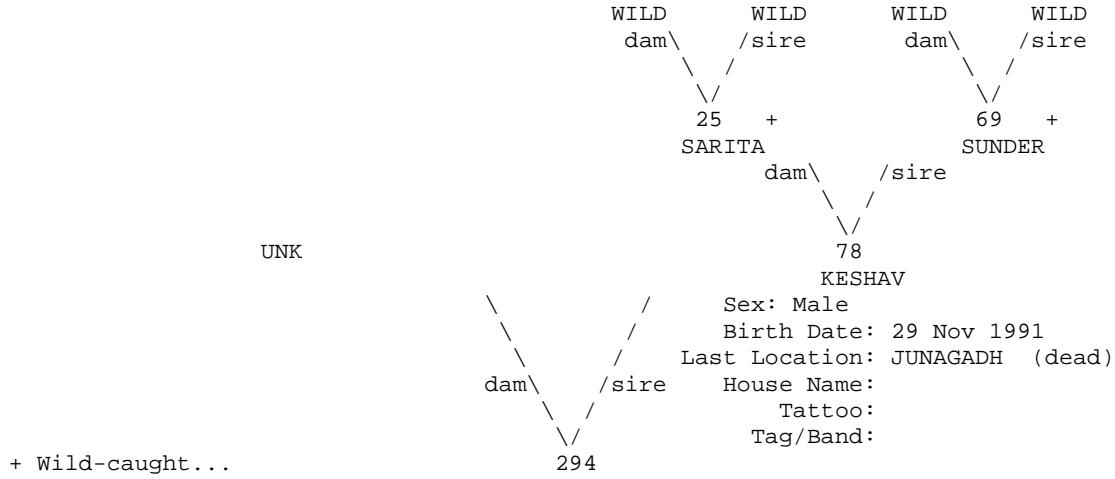 WILD WILD WILD WILD
dam\ /sire dam\ /sire
\ / \ /
\/ \/
25 + 69 +
SARITA SUNDER
dam\ /sire
\ /
\/
UNK 78
KESHAV
\ / Sex: Male
\ / Birth Date: 29 Nov 1991
\ / Last Location: JUNAGADH (dead)
dam\ /sire House Name:
\ / Tattoo:
\/ Tag/Band:
+ Wild-caught... 294